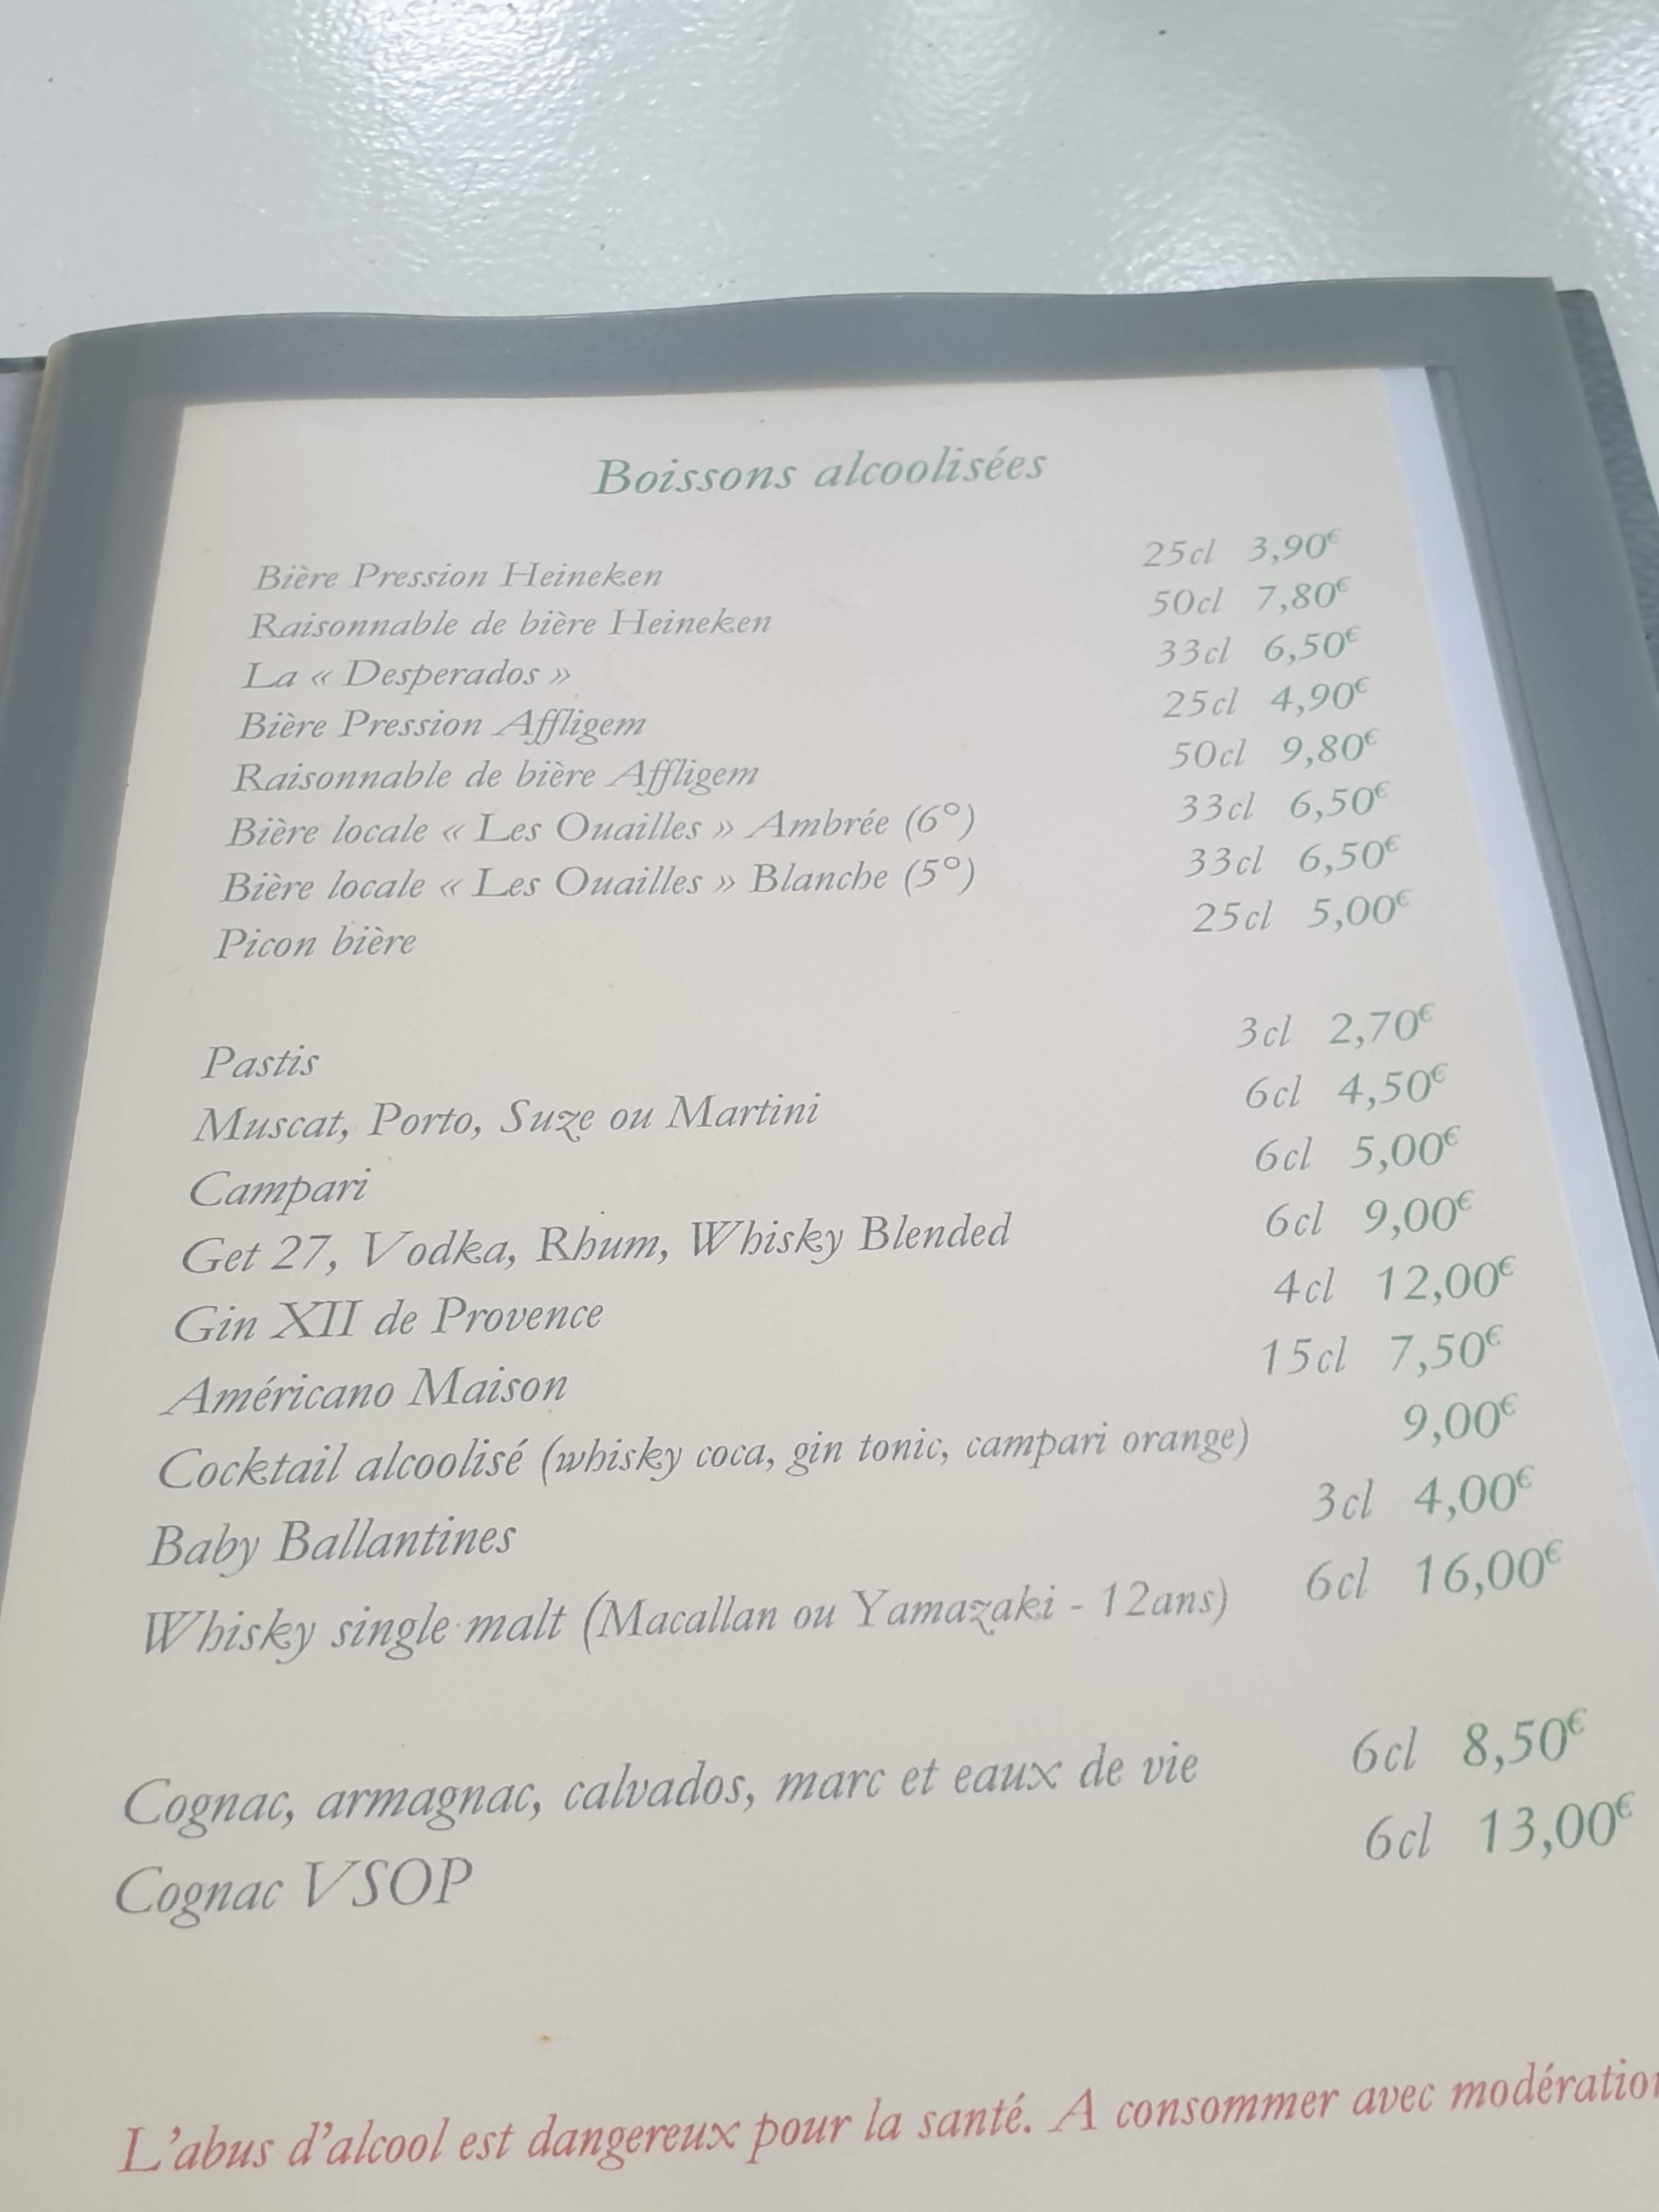 Boissons alcoolisées
Bière Pression Heineken 25cl 3,90€
Raisonnable de bière Heineken 50cl 7,80€
La « Desperados » 33cl 6,50€
Bière Pression Affligem 25cl 4,90€
Raisonnable de bière Affligem 50cl 9,80€
Bière locale « Les Ouailles » Ambrée (6°) 33cl 6,50€
Bière locale « Les Ouailles » Blanche (5°) 33cl 6,50€
Picon bière 25cl 5,00€
Pastis 3cl 2,70€
Muscat, Porto, Suze ou Martini 6cl 4,50€
Campari 6cl 5,00€
Get 27, Vodka, Rhum, Whisky Blended 6cl 9,00€
Gin XII de Provence 4cl 12,00€
Américano Maison 15cl 7,50€
Cocktail alcoolisé (whisky coca, gin tonic, campari orange) 9,00€
Baby Ballantines 3cl 4,00€
Whisky single malt (Macallan ou Yamazaki - 12ans) 6cl 16,00€
Cognac, armagnac, calvados, marc et eaux de vie 6cl 8,50€
Cognac VSOP 6cl 13,00€
L'abus d'alcool est dangereux pour la santé. A consommer avec modération